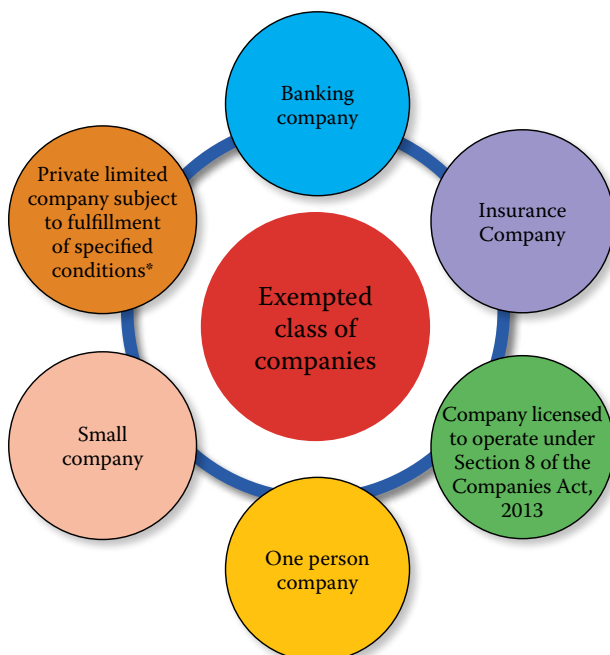 Banking
company
Private limited
company subject
to fulfillment
of specified
conditions*
Insurance
Company
Exempted
class of
companies
Small
company
Company licensed
to operate under
Section 8 of the
Companies Act,
2013
One person
company